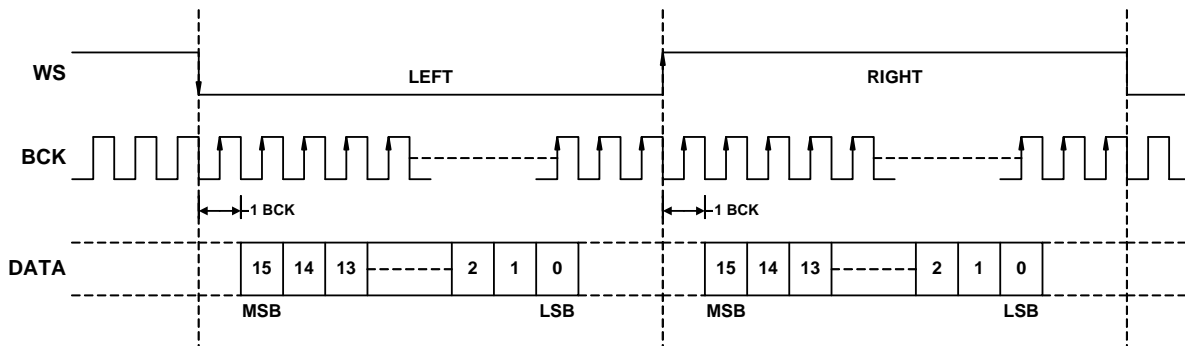 WS
LEFT
RIGHT
BCK
1 BCK
1 BCK
DATA
15 14 13 2 1 0
15 14 13 2 1 0
MSB
LSB
MSB
LSB